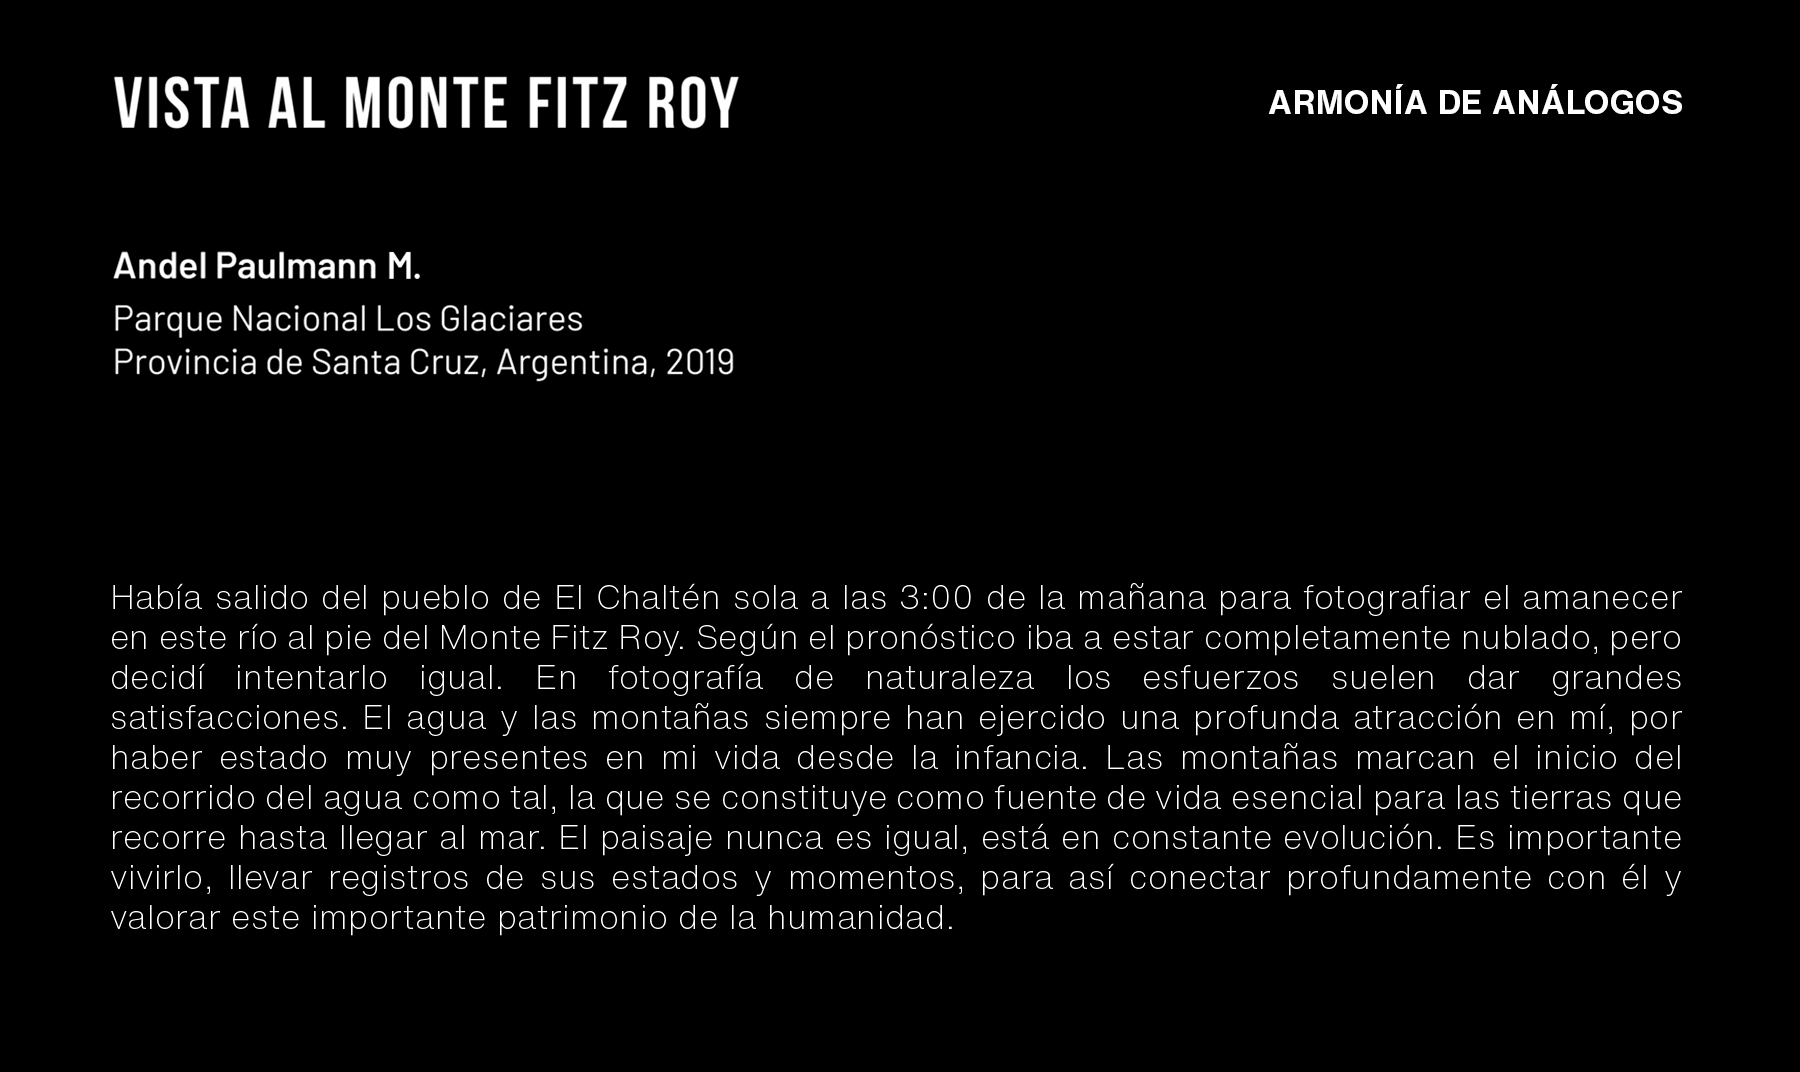 VISTA AL MONTE FITZ ROY
ARMONÍA DE ANÁLOGOS
Andel Paulmann M.
Parque Nacional Los Glaciares
Provincia de Santa Cruz, Argentina, 2019
Había salido del pueblo de El Chaltén sola a las 3:00 de la mañana para fotografiar el amanecer
en este río al pie del Monte Fitz Roy. Según el pronóstico iba a estar completamente nublado, pero
decidí intentarlo igual. En fotografía de naturaleza los esfuerzos suelen dar grandes
satisfacciones. El agua y las montañas siempre han ejercido una profunda atracción en mí, por
haber estado muy presentes en mi vida desde la infancia. Las montañas marcan el inicio del
recorrido del agua como tal, la que se constituye como fuente de vida esencial para las tierras que
recorre hasta llegar al mar. El paisaje nunca es igual, está en constante evolución. Es importante
vivirlo, llevar registros de sus estados y momentos, para así conectar profundamente con él y
valorar este importante patrimonio de la humanidad.